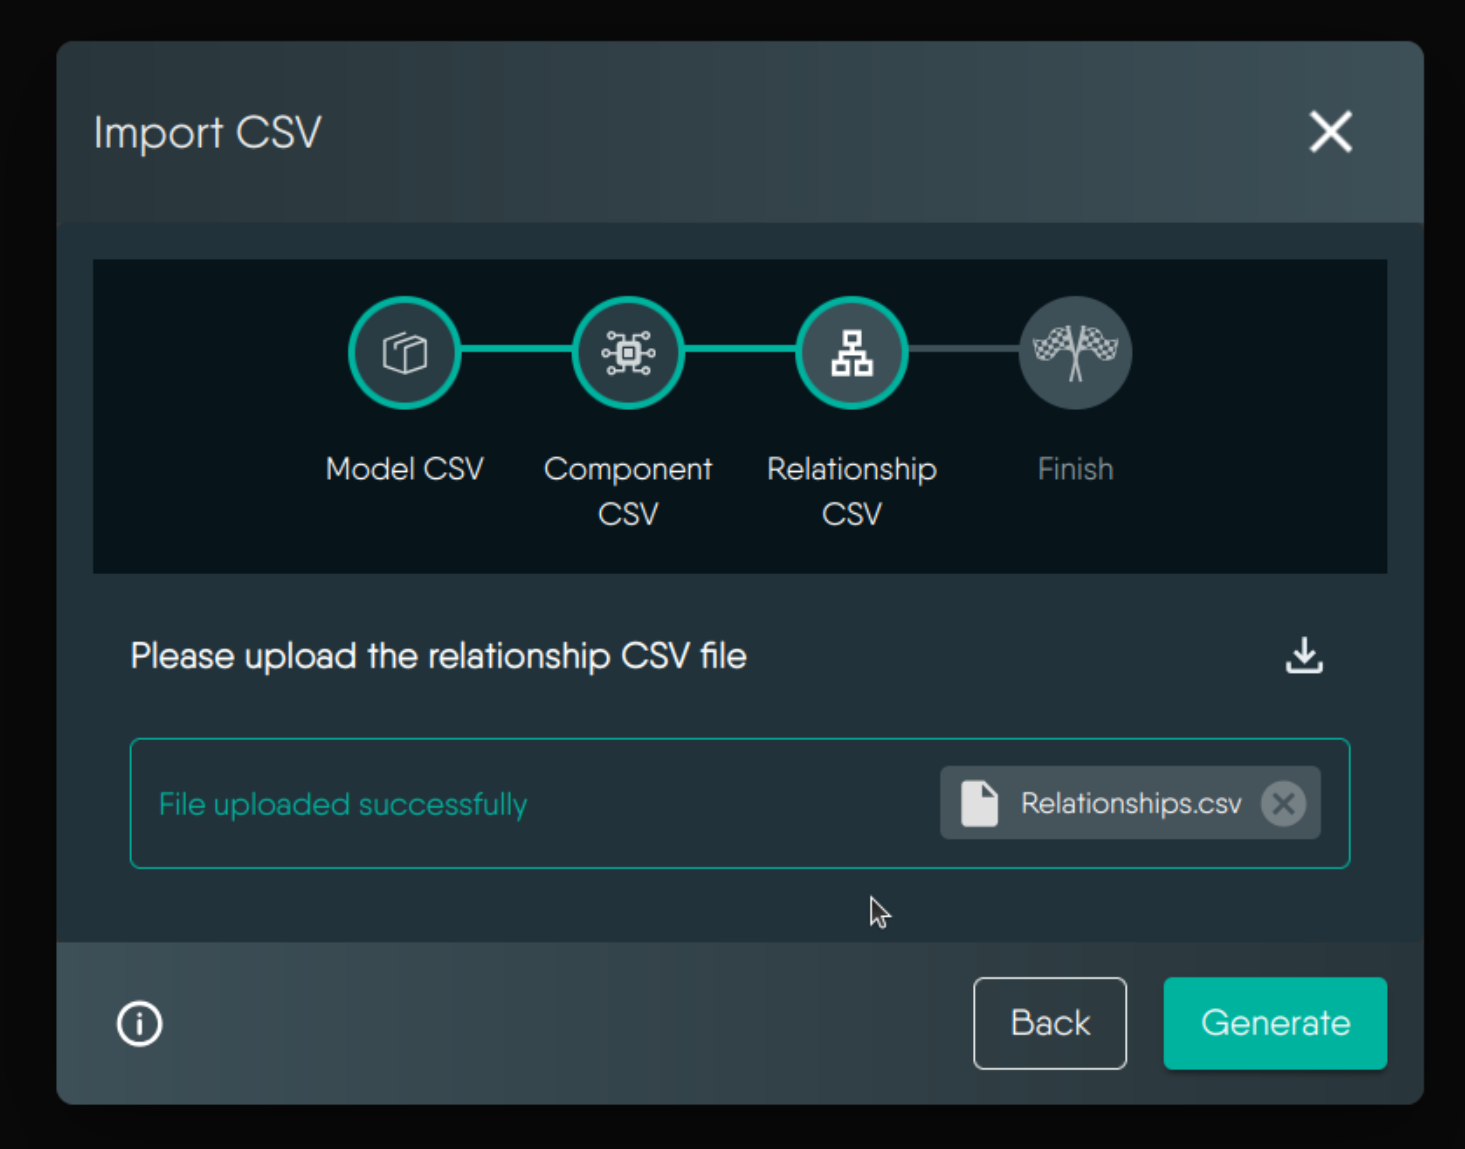 Import CSV
Model CSV
Component
CSV
Relationship
CSV
Finish
Please upload the relationship CSV file
File uploaded successfully
Relationships.csv
Back
Generate